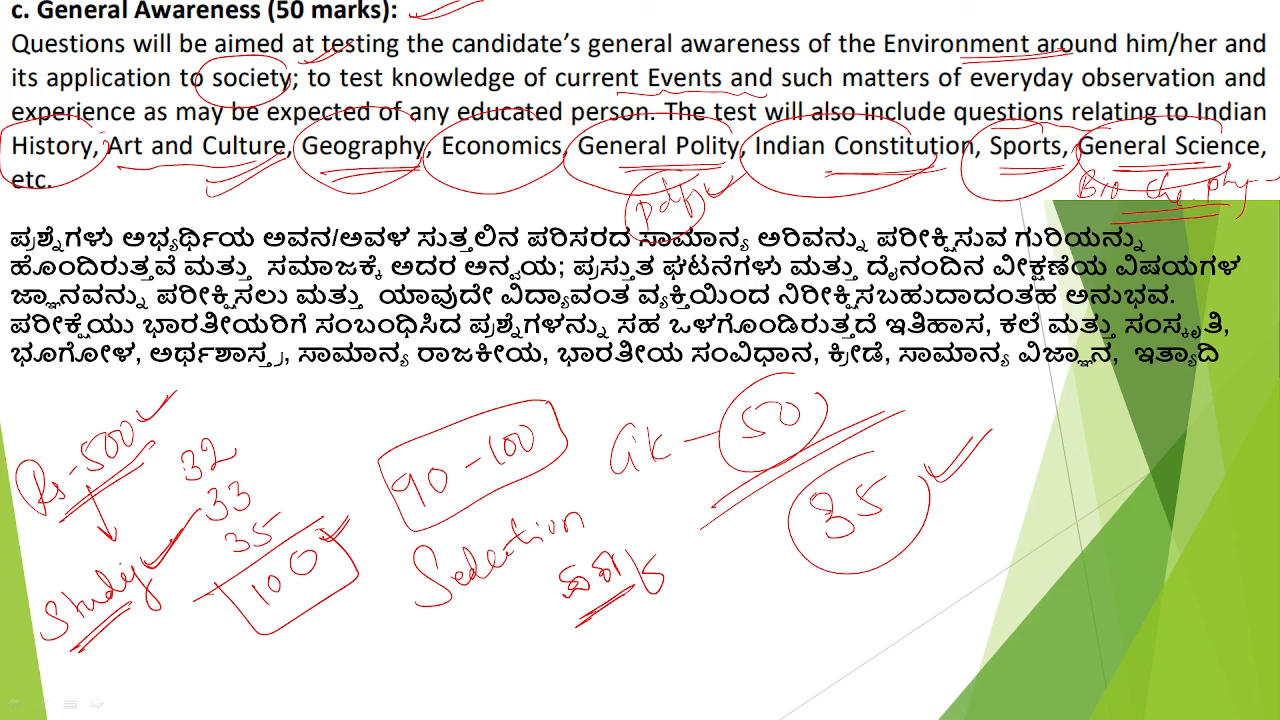 c. General Awareness (50 marks):
Questions will be aimed at testing the candidate's general awareness of the Environment around him/her and
its application to society; to test knowledge of current Events and such matters of everyday observation and
experience as may be expected of any educated person. The test will also include questions relating to Indian
History, Art and Culture, Geography, Economics, General Polity, Indian Constitution, Sports, General Science,
etc.
Bio che phy
pdf
ಪ್ರಶ್ನೆಗಳು ಅಭ್ಯರ್ಥಿಯ ಅವನ/ಅವಳ ಸುತ್ತಲಿನ ಪರಿಸರದ ಸಾಮಾನ್ಯ ಅರಿವನ್ನು ಪರೀಕ್ಷಿಸುವ ಗುರಿಯನ್ನು
ಹೊಂದಿರುತ್ತವೆ ಮತ್ತು ಸಮಾಜಕ್ಕೆ ಅದರ ಅನ್ವಯ; ಪ್ರಸ್ತುತ ಘಟನೆಗಳು ಮತ್ತು ದೈನಂದಿನ ವೀಕ್ಷಣೆಯ ವಿಷಯಗಳ
ಜ್ಞಾನವನ್ನು ಪರೀಕ್ಷಿಸಲು ಮತ್ತು ಯಾವುದೇ ವಿದ್ಯಾವಂತ ವ್ಯಕ್ತಿಯಿಂದ ನಿರೀಕ್ಷಿಸಬಹುದಾದಂತಹ ಅನುಭವ.
ಪರೀಕ್ಷೆಯು ಭಾರತೀಯರಿಗೆ ಸಂಬಂಧಿಸಿದ ಪ್ರಶ್ನೆಗಳನ್ನು ಸಹ ಒಳಗೊಂಡಿರುತ್ತದೆ ಇತಿಹಾಸ, ಕಲೆ ಮತ್ತು ಸಂಸ್ಕೃತಿ,
ಭೂಗೋಳ, ಅರ್ಥಶಾಸ್ತ್ರ, ಸಾಮಾನ್ಯ ರಾಜಕೀಯ, ಭಾರತೀಯ ಸಂವಿಧಾನ, ಕ್ರೀಡೆ, ಸಾಮಾನ್ಯ ವಿಜ್ಞಾನ, ಇತ್ಯಾದಿ
Rs -500
Study
32
33
35
100
90 - 100
Selection
GK - 50
35